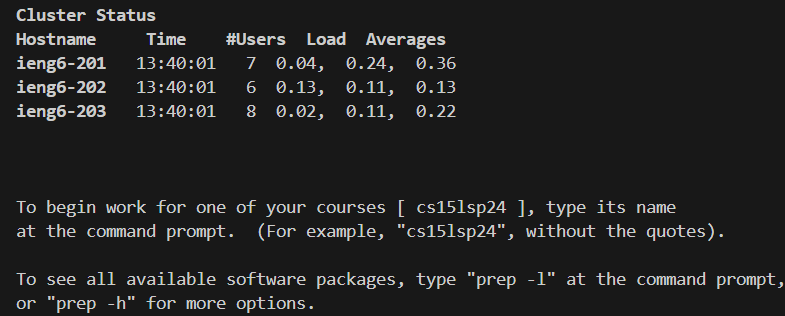 Cluster Status
Hostname     Time    #Users  Load  Averages
ieng6-201   13:40:01   7  0.04,  0.24,  0.36
ieng6-202   13:40:01   6  0.13,  0.11,  0.13
ieng6-203   13:40:01   8  0.02,  0.11,  0.22
To begin work for one of your courses [ cs15lsp24 ], type its name
at the command prompt.  (For example, "cs15lsp24", without the quotes).
To see all available software packages, type "prep -l" at the command prompt,
or "prep -h" for more options.